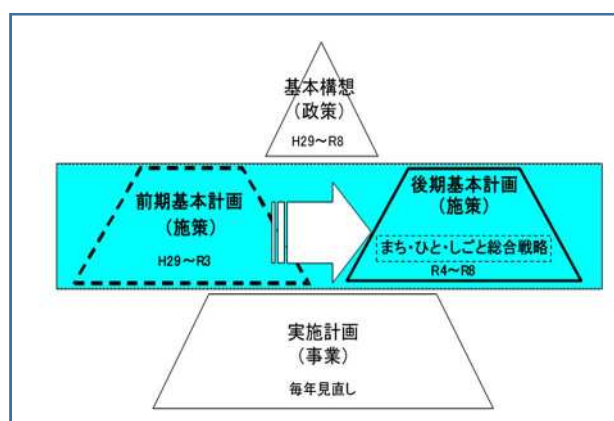 基本構想
（政策）
H29～R8
前期基本計画
（施策）
H29～R3
後期基本計画
（施策）
まち・ひと・しごと総合戦略
R4～R8
実施計画
（事業）
毎年見直し